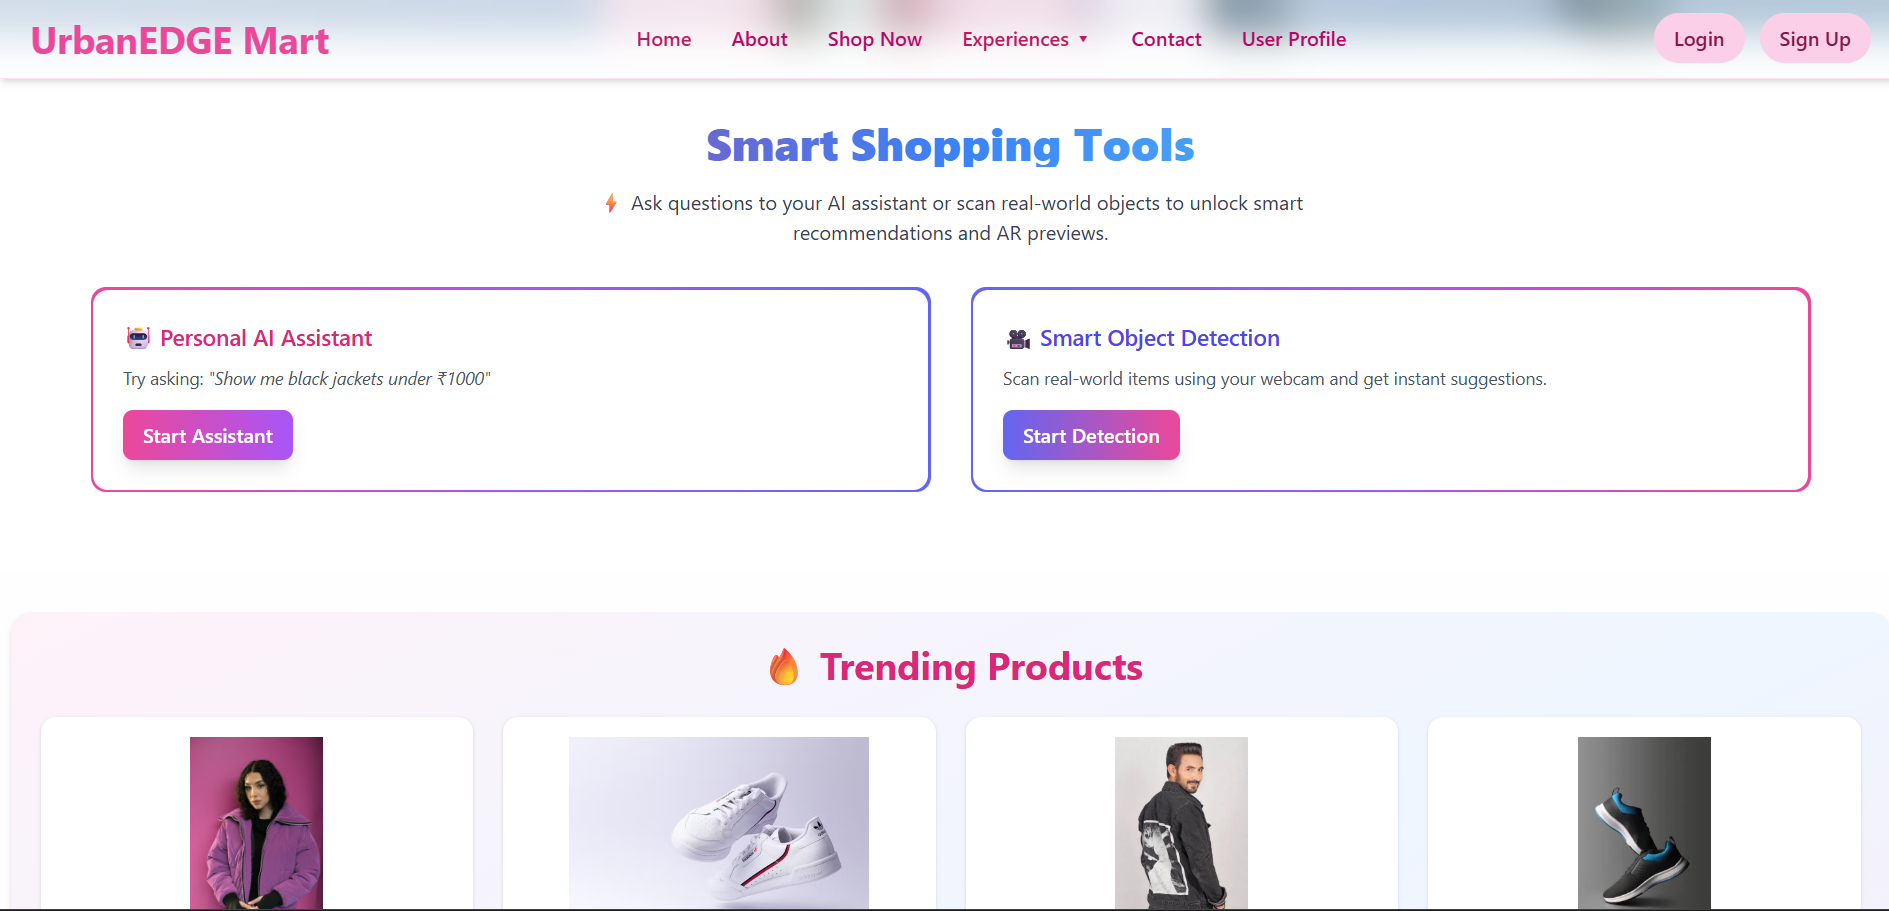 UrbanEDGE Mart
Home
About
Shop Now
Experiences ▼
Contact
User Profile
Login
Sign Up
Smart Shopping Tools
⚡ Ask questions to your AI assistant or scan real-world objects to unlock smart
recommendations and AR previews.
🤖 Personal AI Assistant
Try asking: "Show me black jackets under ₹1000"
Start Assistant
🎥 Smart Object Detection
Scan real-world items using your webcam and get instant suggestions.
Start Detection
🔥 Trending Products